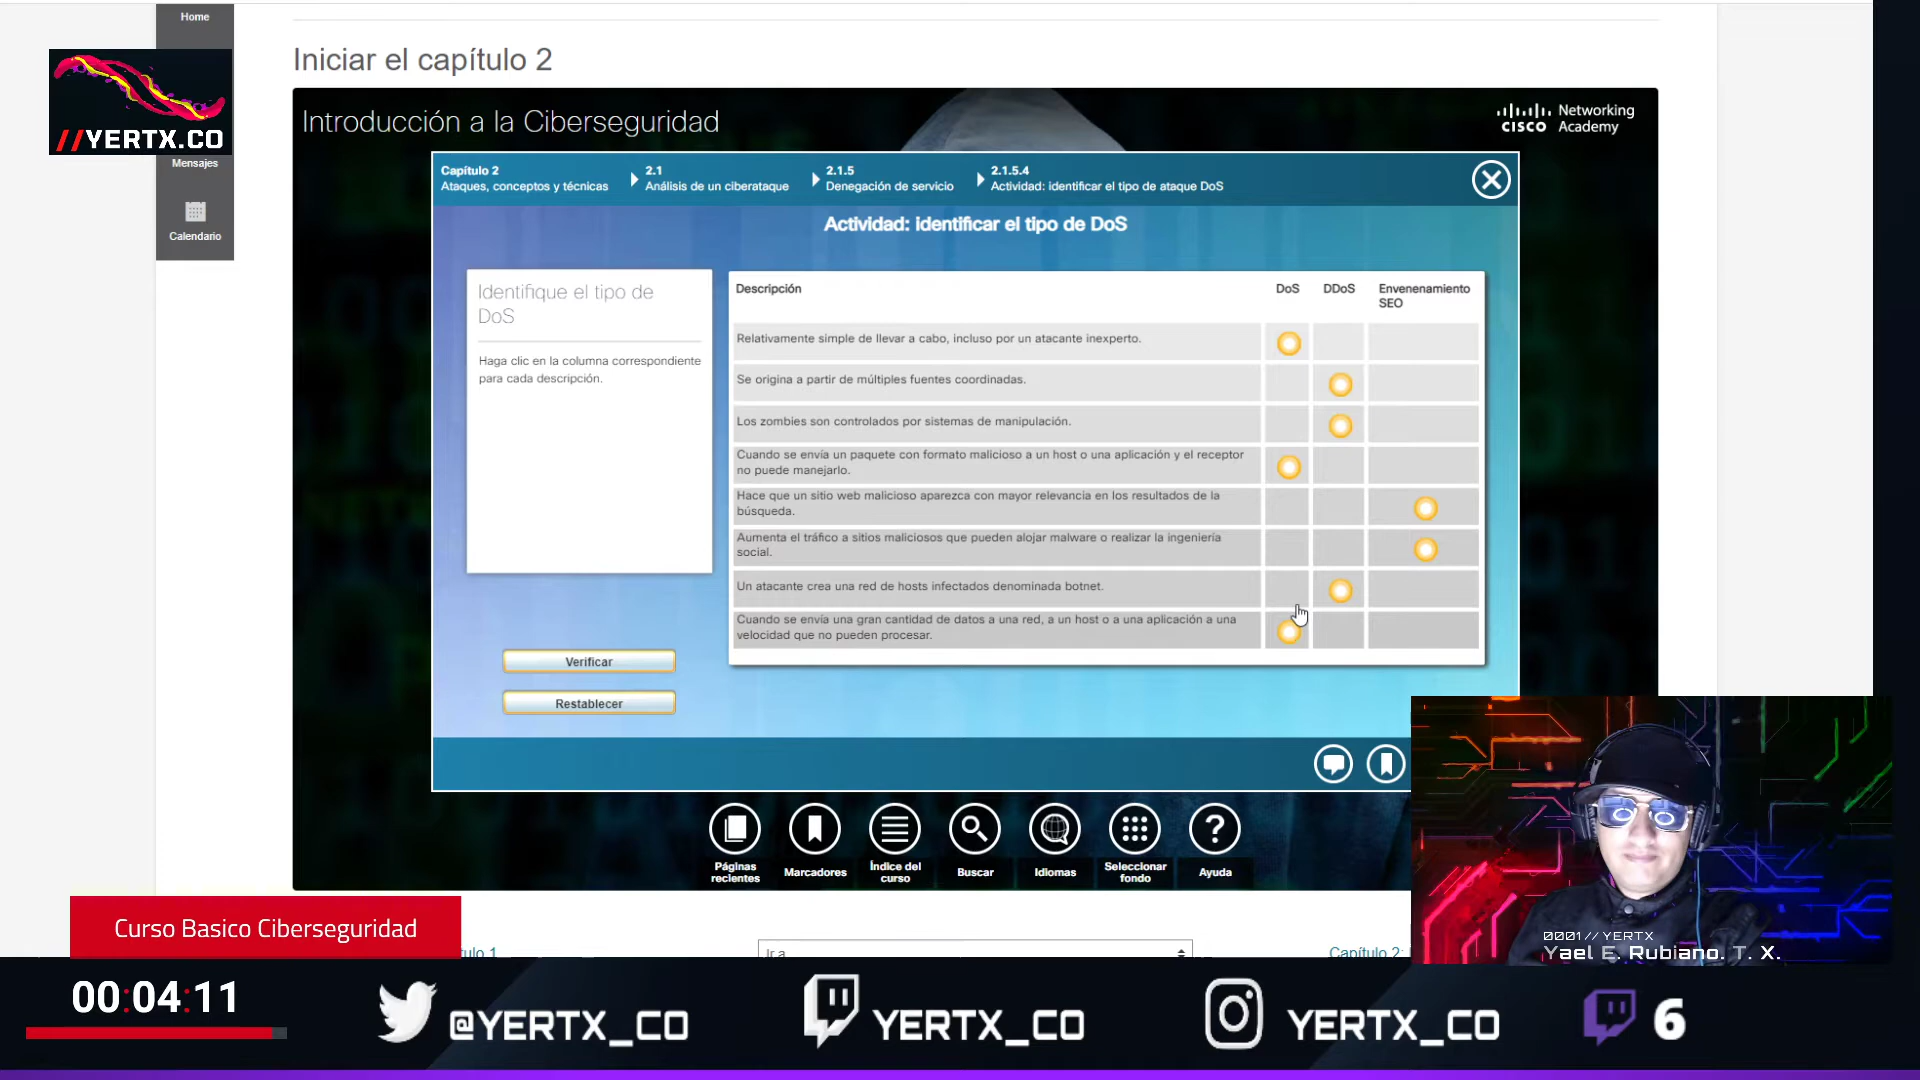 Home
//YERTX.CO
Mensajes
Calendario
Iniciar el capítulo 2
Introducción a la Ciberseguridad
CISCO Networking Academy
Capítulo 2
Ataques, conceptos y técnicas
2.1
Análisis de un ciberataque
2.1.5
Denegación de servicio
2.1.5.4
Actividad: identificar el tipo de ataque DoS
Actividad: identificar el tipo de DoS
Identifique el tipo de
DoS
Haga clic en la columna correspondiente
para cada descripción.
Verificar
Restablecer
Descripción
DoS
DDoS
Envenenamiento
SEO
Relativamente simple de llevar a cabo, incluso por un atacante inexperto.
Se origina a partir de múltiples fuentes coordinadas.
Los zombies son controlados por sistemas de manipulación.
Cuando se envía un paquete con formato malicioso a un host o una aplicación y el receptor
no puede manejarlo.
Hace que un sitio web malicioso aparezca con mayor relevancia en los resultados de la
búsqueda.
Aumenta el tráfico a sitios maliciosos que pueden alojar malware o realizar la ingeniería
social.
Un atacante crea una red de hosts infectados denominada botnet.
Cuando se envía una gran cantidad de datos a una red, a un host o a una aplicación a una
velocidad que no pueden procesar.
Páginas
recientes
Marcadores
Índice del
curso
Buscar
Idiomas
Seleccionar
fondo
Ayuda
Curso Basico Ciberseguridad
tulo 1
Ir a
Capítulo 2:
0001 // YERTX
Yael E. Rubiano. T. X.
00:04:11
@YERTX_CO
YERTX_CO
YERTX_CO
6